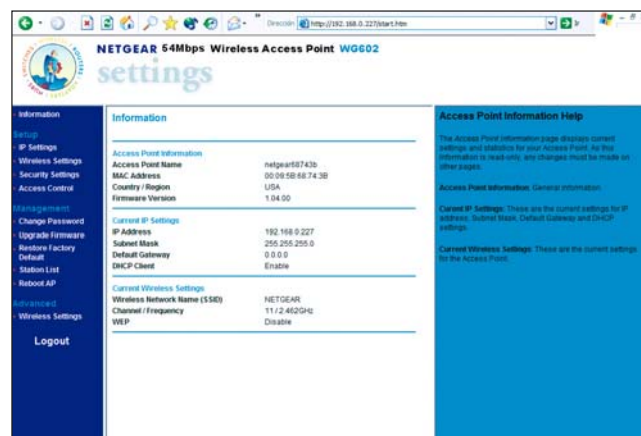 Dirección http://192.168.0.227/start.htm
NETGEAR 54Mbps Wireless Access Point WG602
settings
Information
Setup
IP Settings
Wireless Settings
Security Settings
Access Control
Management
Change Password
Upgrade Firmware
Restore Factory
Default
Station List
Reboot AP
Advanced
Wireless Settings
Logout
Information
Access Point Information
Access Point Name netgear68743b
MAC Address 00:09:5B:68:74:3B
Country / Region USA
Firmware Version 1.04.00
Current IP Settings
IP Address 192.168.0.227
Subnet Mask 255.255.255.0
Default Gateway 0.0.0.0
DHCP Client Enable
Current Wireless Settings
Wireless Network Name (SSID) NETGEAR
Channel / Frequency 11 / 2.462GHz
WEP Disable
Access Point Information Help
The Access Point Information page displays current
settings and statistics for your Access Point. As this
information is read-only, any changes must be made on
other pages.
Access Point Information: General information.
Current IP Settings: These are the current settings for IP
address, Subnet Mask, Default Gateway and DHCP
settings.
Current Wireless Settings: These are the current settings
for the Access Point.